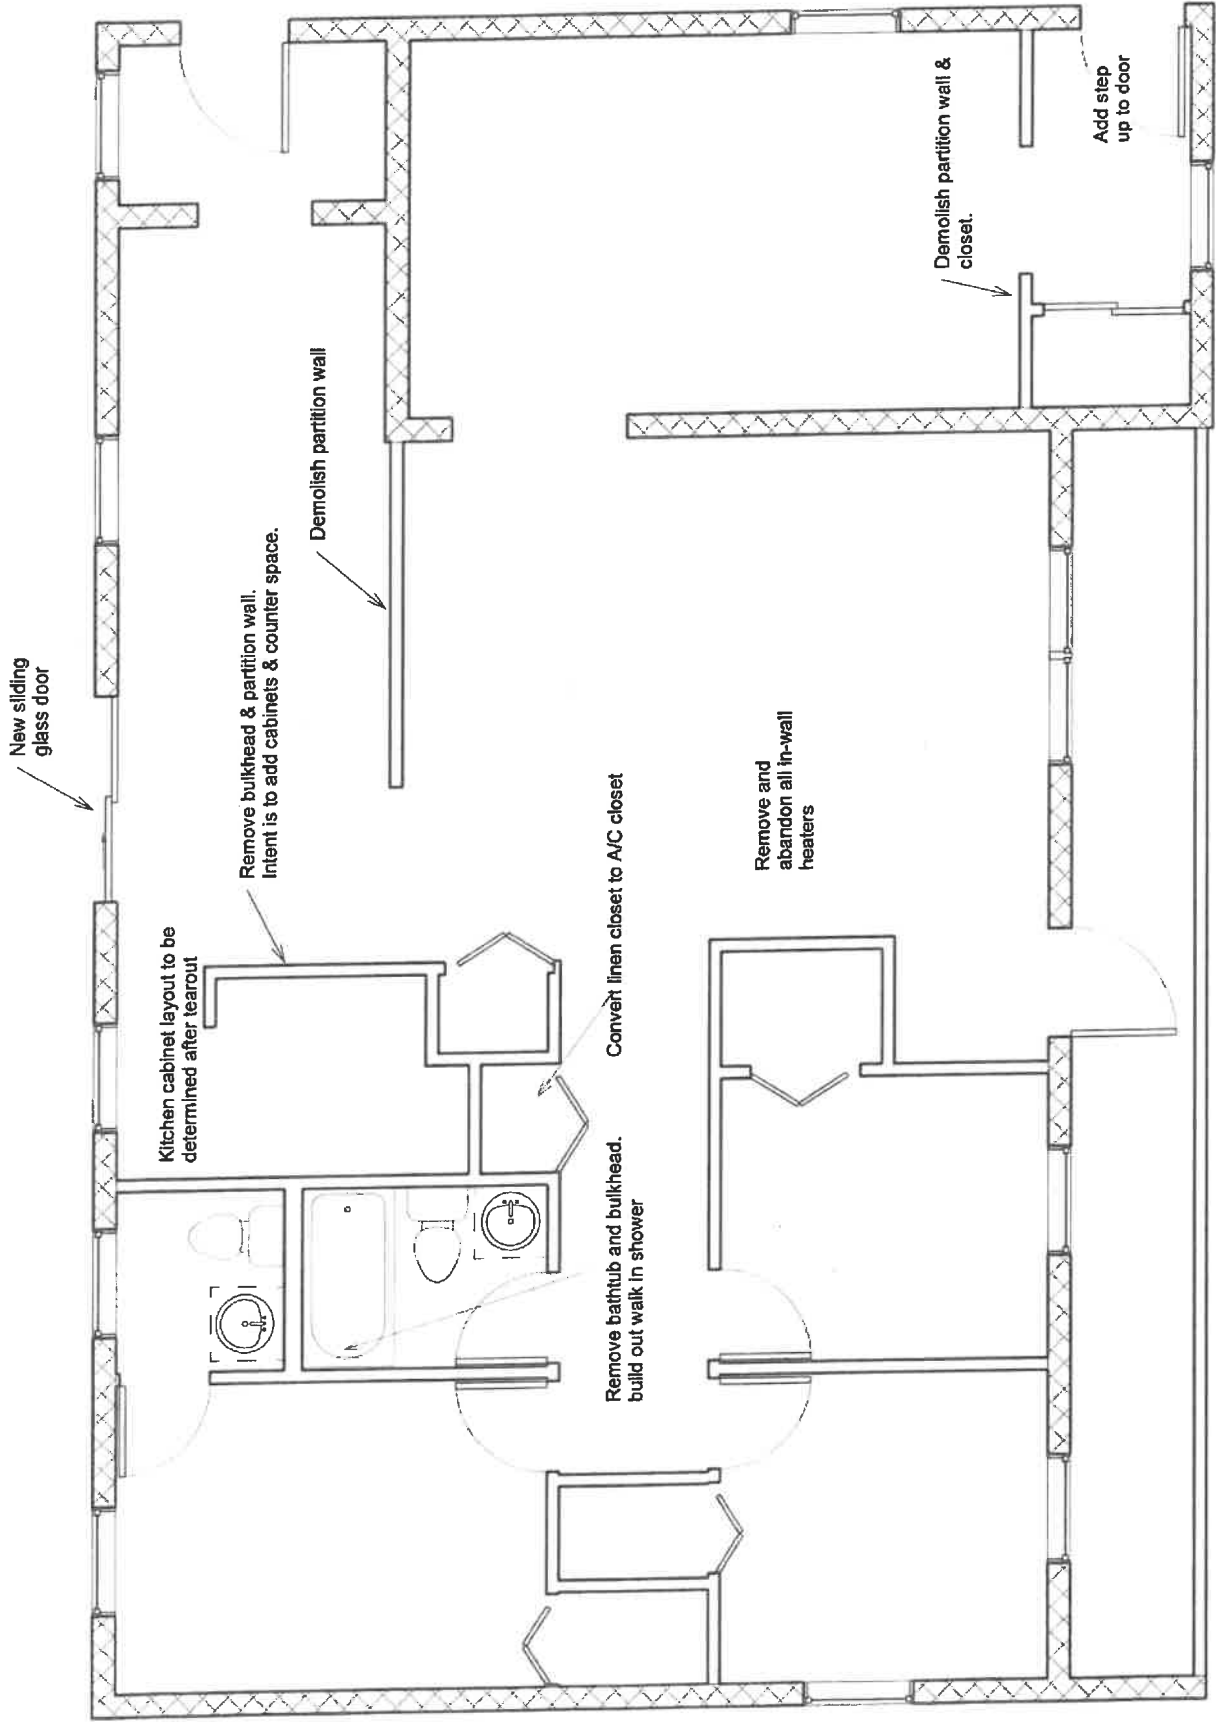 New sliding
glass door
Kitchen cabinet layout to be
determined after tearout
Remove bulkhead & partition wall.
Intent is to add cabinets & counter space.
Demolish partition wall
Convert linen closet to A/C closet
Remove bathtub and bulkhead.
build out walk in shower
Remove and
abandon all in-wall
heaters
Demolish partition wall &
closet.
Add step
up to door